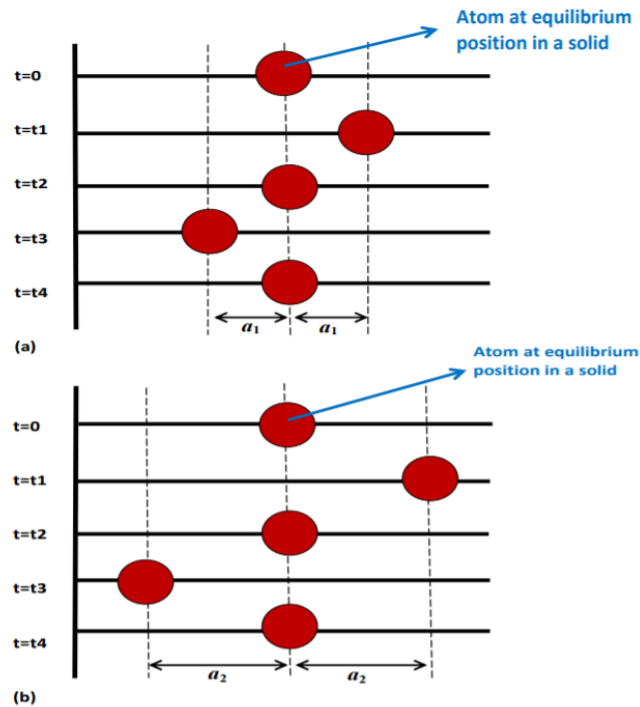 Atom at equilibrium
position in a solid
t=0
t=t1
t=t2
t=t3
t=t4
a₁ a₁
(a)
Atom at equilibrium
position in a solid
t=0
t=t1
t=t2
t=t3
t=t4
a₂ a₂
(b)